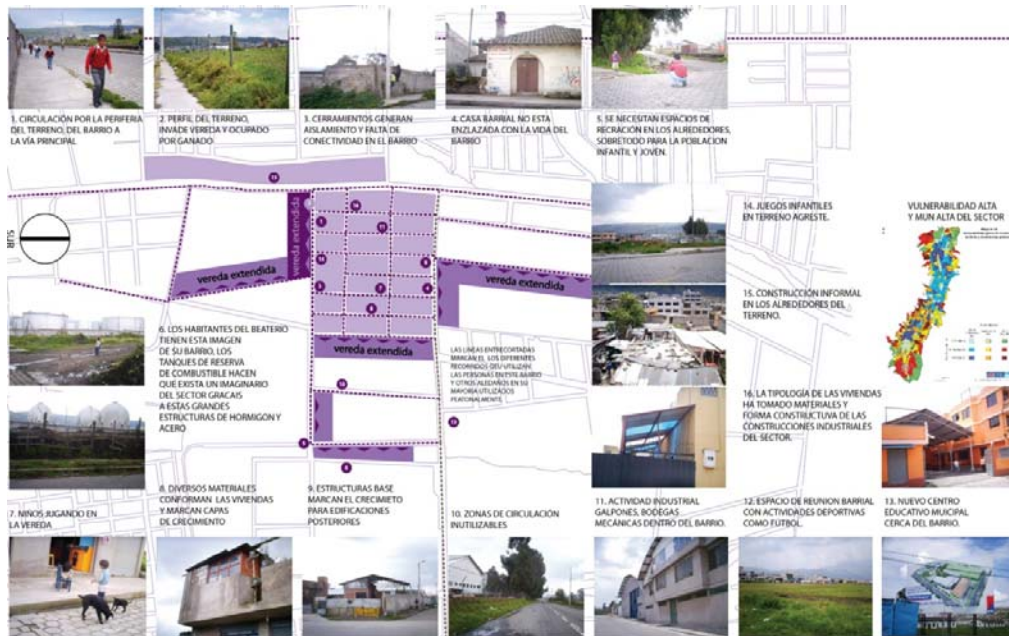 1. CIRCULACIÓN POR LA PERIFERIA
DEL TERRENO, DEL BARRIO A
LA VÍA PRINCIPAL
2. PERFIL DEL TERRENO,
INVADE VEREDA Y OCUPADO
POR GANADO
3. CERRAMIENTOS GENERAN
AISLAMIENTO Y FALTA DE
CONECTIVIDAD EN EL BARRIO
4. CASA BARRIAL NO ESTA
ENZLAZADA CON LA VIDA DEL
BARRIO
5. SE NECESITAN ESPACIOS DE
RECRACIÓN EN LOS ALREDEDORES,
SOBRETODO PARA LA POBLACION
INFANTIL Y JOVEN.
SUR
vereda extendida
vereda extendida
vereda extendida
vereda extendida
14. JUEGOS INFANTILES
EN TERRENO AGRESTE.
VULNERABILIDAD ALTA
Y MUN ALTA DEL SECTOR
15. CONSTRUCCIÓN INFORMAL
EN LOS ALREDEDORES DEL
TERRENO.
6. LOS HABITANTES DEL BEATERIO
TIENEN ESTA IMAGEN
DE SU BARRIO, LOS
TANQUES DE RESERVA
DE COMBUSTIBLE HACEN
QUE EXISTA UN IMAGINARIO
DEL SECTOR GRACAIS
A ESTAS GRANDES
ESTRUCTURAS DE HORMIGON Y
ACERO
LAS LINEAS ENTRECORTADAS
MARCAN EL LOS DIFERENTES
RECORRIDOS QEU UTILIZAN
LAS PERSONAS EN ESTE BARRIO
Y OTROS ALEDAÑOS EN SU
MAYORIA UTILIZADOS
PEATONALMENTE.
16. LA TIPOLOGÍA DE LAS VIVIENDAS
HA TOMADO MATERIALES Y
FORMA CONSTRUCTUVA DE LAS
CONSTRUCCIONES INDUSTRIALES
DEL SECTOR.
7. NINOS JUGANDO EN
LA VEREDA
8. DIVERSOS MATERIALES
CONFORMAN LAS VIVIENDAS
Y MARCAN CAPAS
DE CRECIMIENTO
9. ESTRUCTURAS BASE
MARCAN EL CRECIMIETO
PARA EDIFICACIONES
POSTERIORES
10. ZONAS DE CIRCULACIÓN
INUTILIZABLES
11. ACTIVIDAD INDUSTRIAL
GALPONES, BODEGAS
MECÁNICAS DENTRO DEL BARRIO.
12. ESPACIO DE REUNION BARRIAL
CON ACTIVIDADES DEPORTIVAS
COMO FUTBOL.
13. NUEVO CENTRO
EDUCATIVO MUICIPAL
CERCA DEL BARRIO.